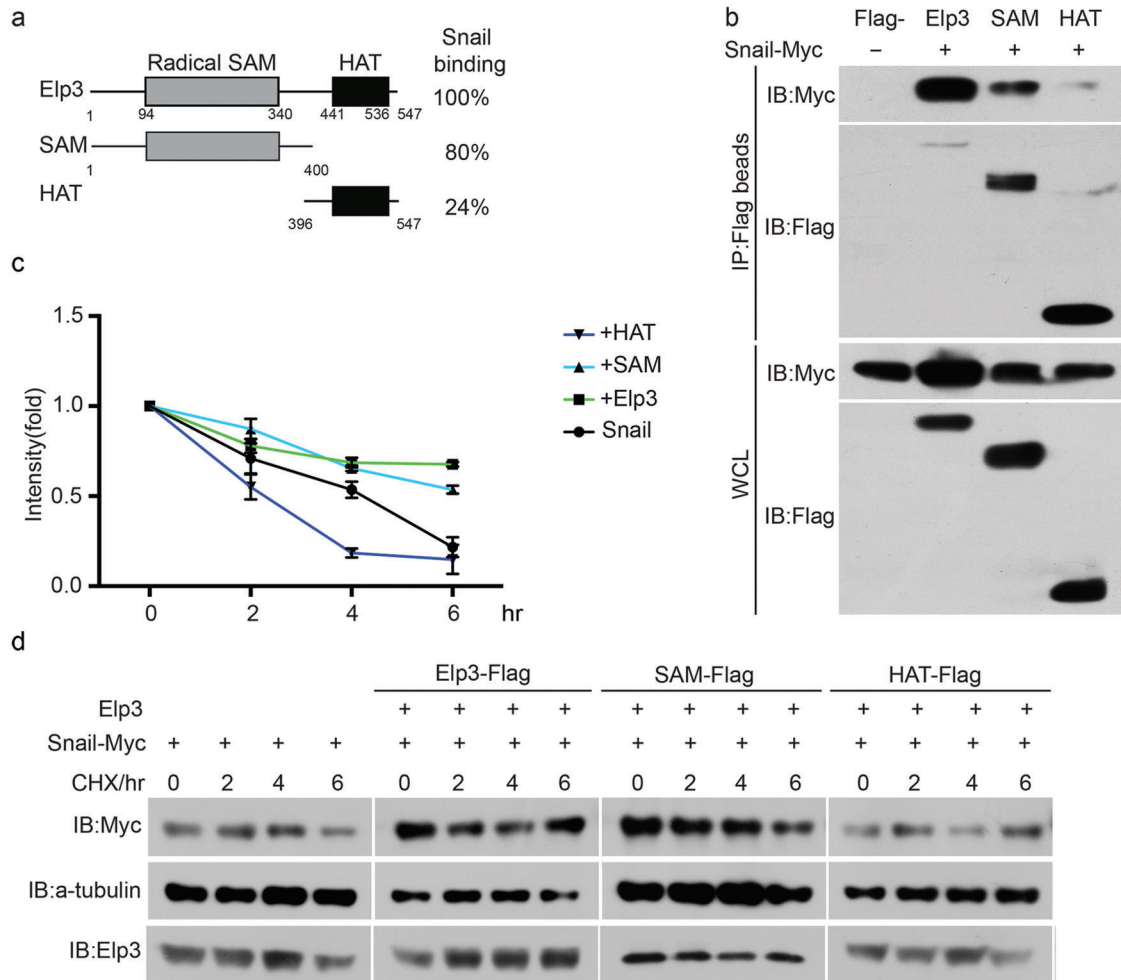 a
Radical SAM HAT Snail binding
Elp3 100%
1 94 340 441 536 547
SAM 80%
1 400
HAT 24%
396 547
b
Flag- Elp3 SAM HAT
Snail-Myc – + + +
IP:Flag beads
IB:Myc
IB:Flag
WCL
IB:Myc
IB:Flag
c
Intensity(fold)
1.5
1.0
0.5
0.0
0 2 4 6 hr
+HAT
+SAM
+Elp3
Snail
d
Elp3-Flag SAM-Flag HAT-Flag
Elp3 + + + + + + + + + + + +
Snail-Myc + + + + + + + + + + + + + + + +
CHX/hr 0 2 4 6 0 2 4 6 0 2 4 6 0 2 4 6
IB:Myc
IB:a-tubulin
IB:Elp3